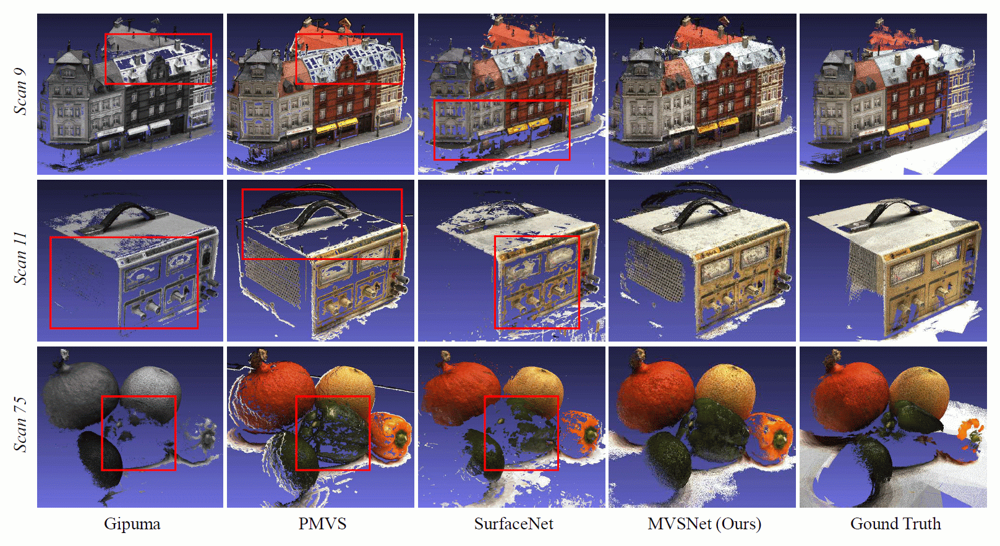 Scan 9
Scan 11
Scan 75
Gipuma
PMVS
SurfaceNet
MVSNet (Ours)
Gound Truth